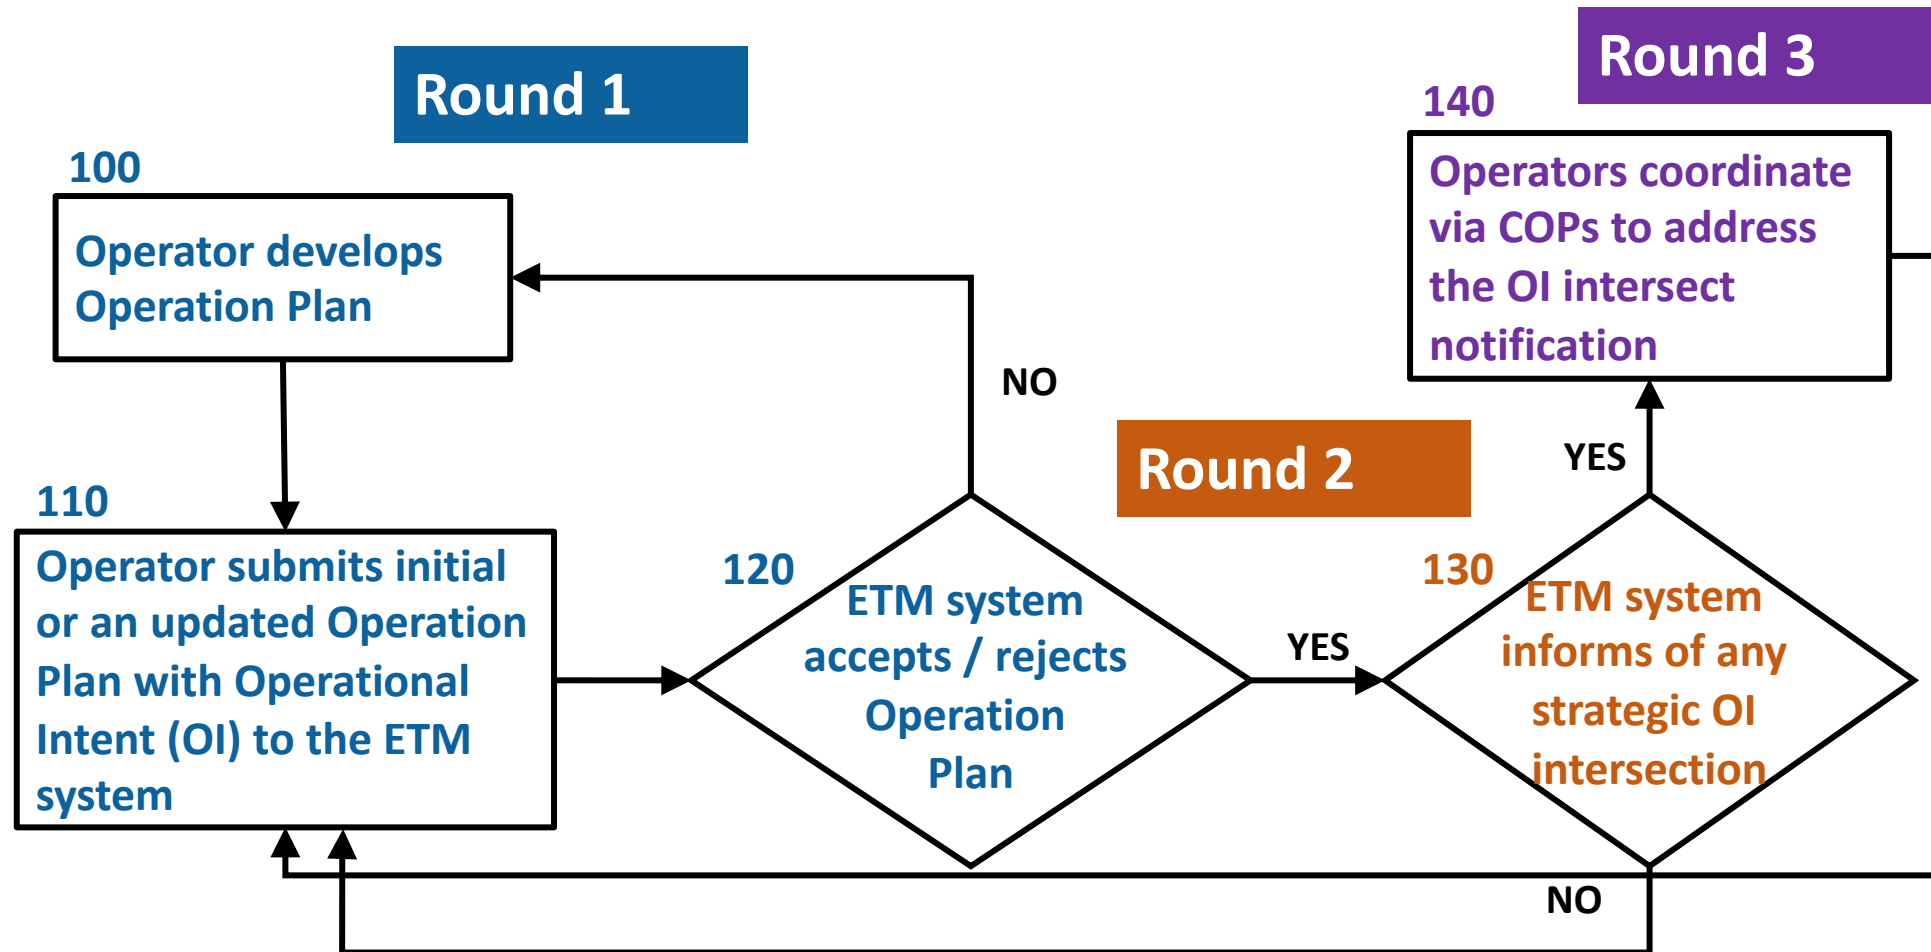 Round 1
100
Operator develops
Operation Plan
110
Operator submits initial
or an updated Operation
Plan with Operational
Intent (OI) to the ETM
system
120
ETM system
accepts / rejects
Operation
Plan
NO
YES
Round 2
130
ETM system
informs of any
strategic OI
intersection
YES
NO
Round 3
140
Operators coordinate
via COPs to address
the OI intersect
notification